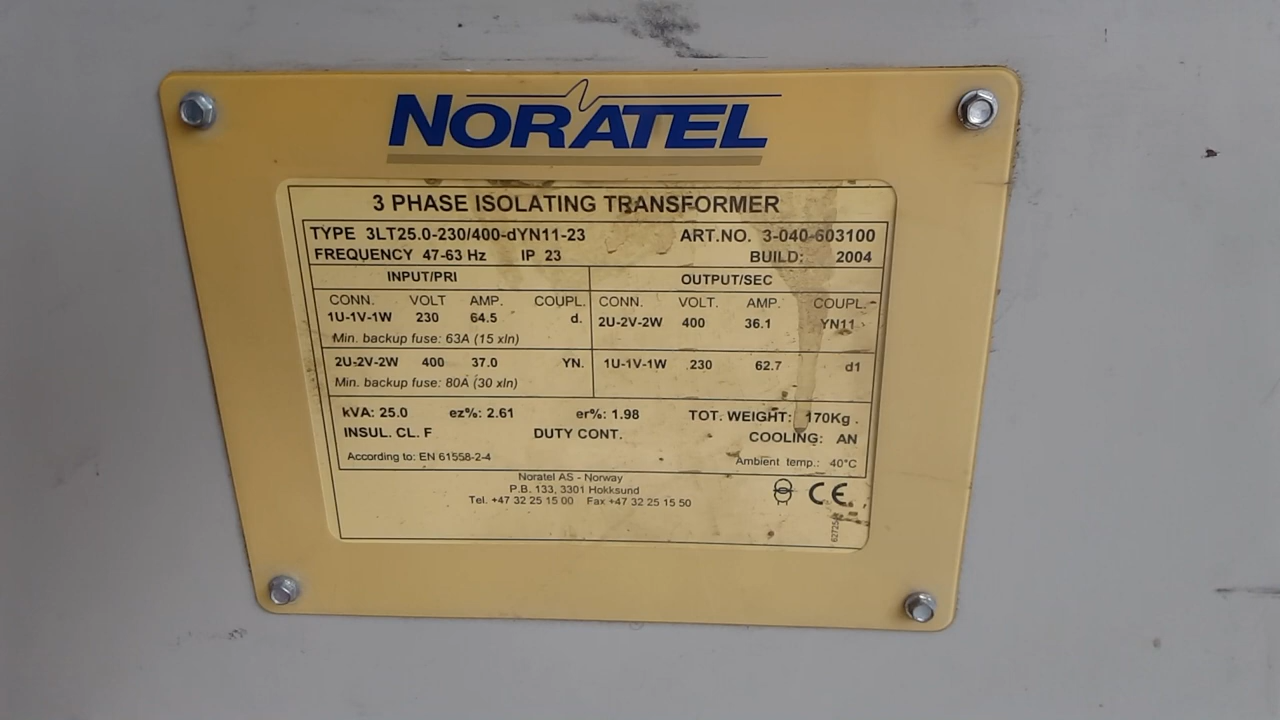 NORATEL
3 PHASE ISOLATING TRANSFORMER
TYPE 3LT25.0-230/400-dYN11-23 ART.NO. 3-040-603100
FREQUENCY 47-63 Hz IP 23 BUILD: 2004
INPUT/PRI OUTPUT/SEC
CONN. VOLT AMP. COUPL. CONN. VOLT. AMP. COUPL.
1U-1V-1W 230 64.5 d. 2U-2V-2W 400 36.1 YN11
Min. backup fuse: 63A (15 xIn)
2U-2V-2W 400 37.0 YN. 1U-1V-1W 230 62.7 d1
Min. backup fuse: 80A (30 xIn)
kVA: 25.0 ez%: 2.61 er%: 1.98 TOT. WEIGHT: 170Kg.
INSUL. CL. F DUTY CONT. COOLING: AN
According to: EN 61558-2-4 Ambient temp.: 40°C
Noratel AS - Norway
P.B. 133, 3301 Hokksund
Tel. +47 32 25 15 00 Fax +47 32 25 15 50
CE